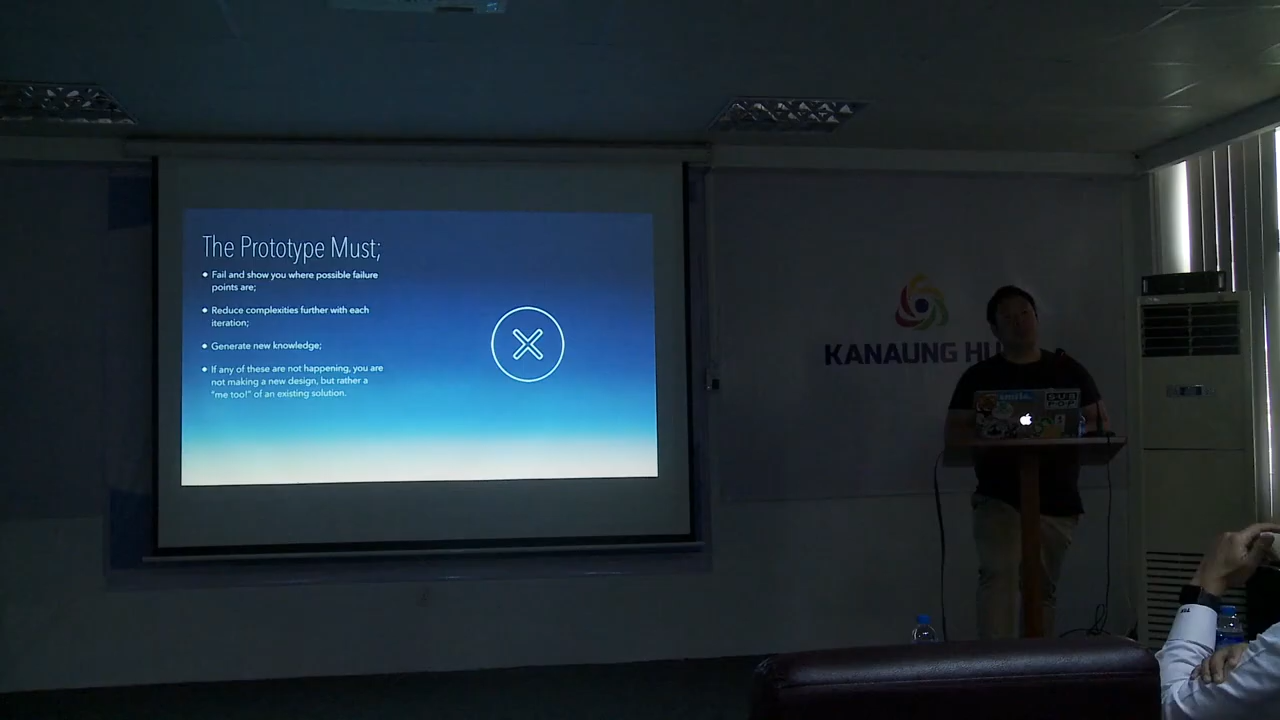 The Prototype Must;
Fail and show you where possible failure
points are;
Reduce complexities further with each
iteration;
Generate new knowledge;
If any of these are not happening, you are
not making a new design, but rather a
"me too!" of an existing solution.
KANAUNG HU
SUB
POP